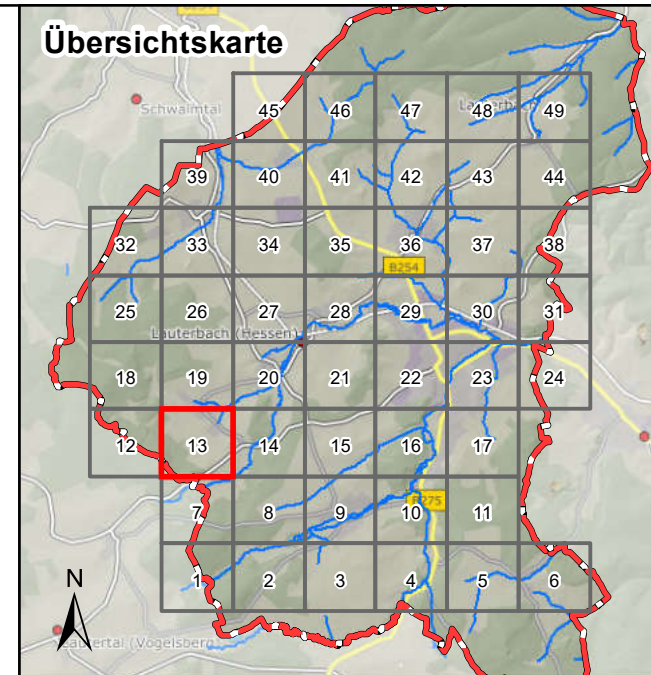 Übersichtskarte
Schwalmtal
45 46 47 48 49
39 40 41 42 43 44
32 33 34 35 36 37 38
B254
25 26 27 28 29 30 31
Lauterbach (Hessen)
18 19 20 21 22 23 24
12 13 14 15 16 17
7 8 9 10 11
B275
N
1 2 3 4 5 6
Lautertal (Vogelsberg)